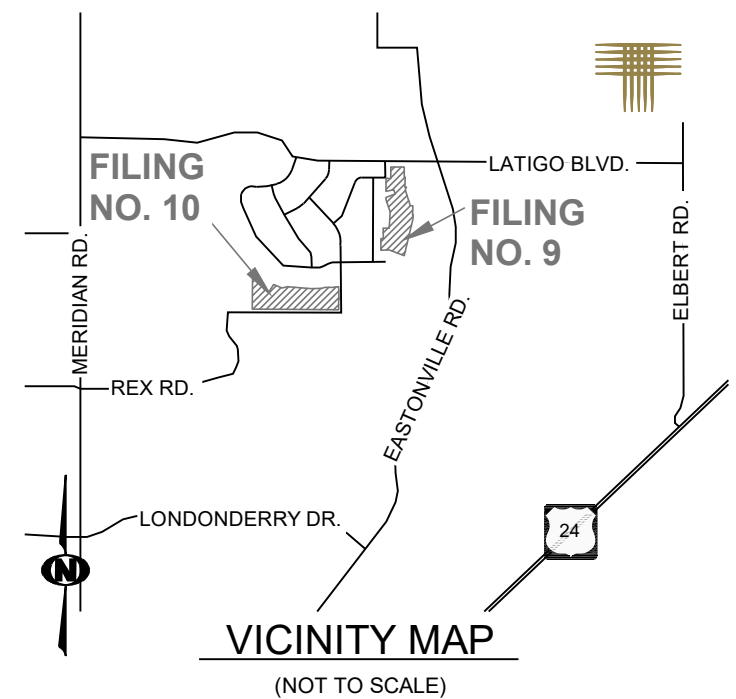 LATIGO BLVD.
FILING
NO. 10
FILING
NO. 9
MERIDIAN RD.
ELBERT RD.
EASTONVILLE RD.
REX RD.
LONDONDERRY DR.
24
N
VICINITY MAP
(NOT TO SCALE)